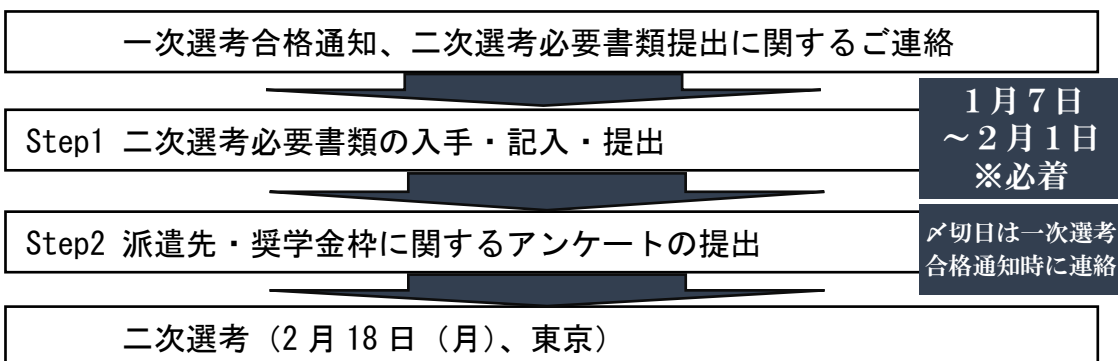 一次選考合格通知、二次選考必要書類提出に関するご連絡
1月7日
~2月1日
※必着
Step1 二次選考必要書類の入手・記入・提出
Step2 派遣先・奨学金枠に関するアンケートの提出
〆切日は一次選考
合格通知時に連絡
二次選考(2月18日(月)、東京)